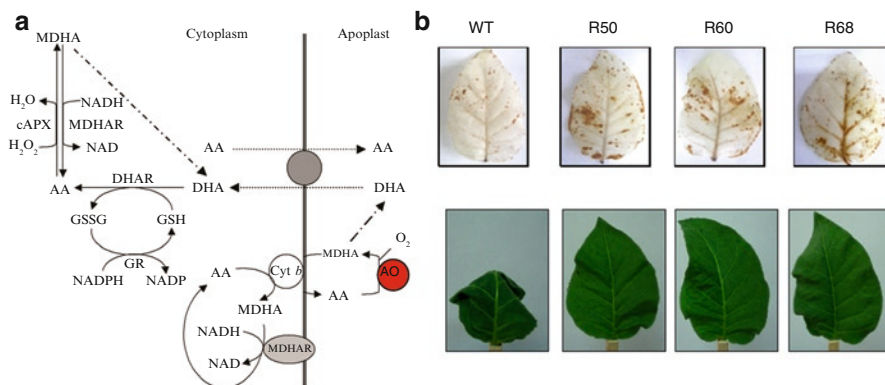 a
Cytoplasm
Apoplast
MDHA
H2O
NADH
cAPX
MDHAR
H2O2
NAD
AA
AA
DHAR
AA
DHA
DHA
GSSG
GSH
GR
NADPH
NADP
AA
Cyt b
MDHA
O2
AO
AA
MDHA
NADH
MDHAR
NAD
b
WT
R50
R60
R68